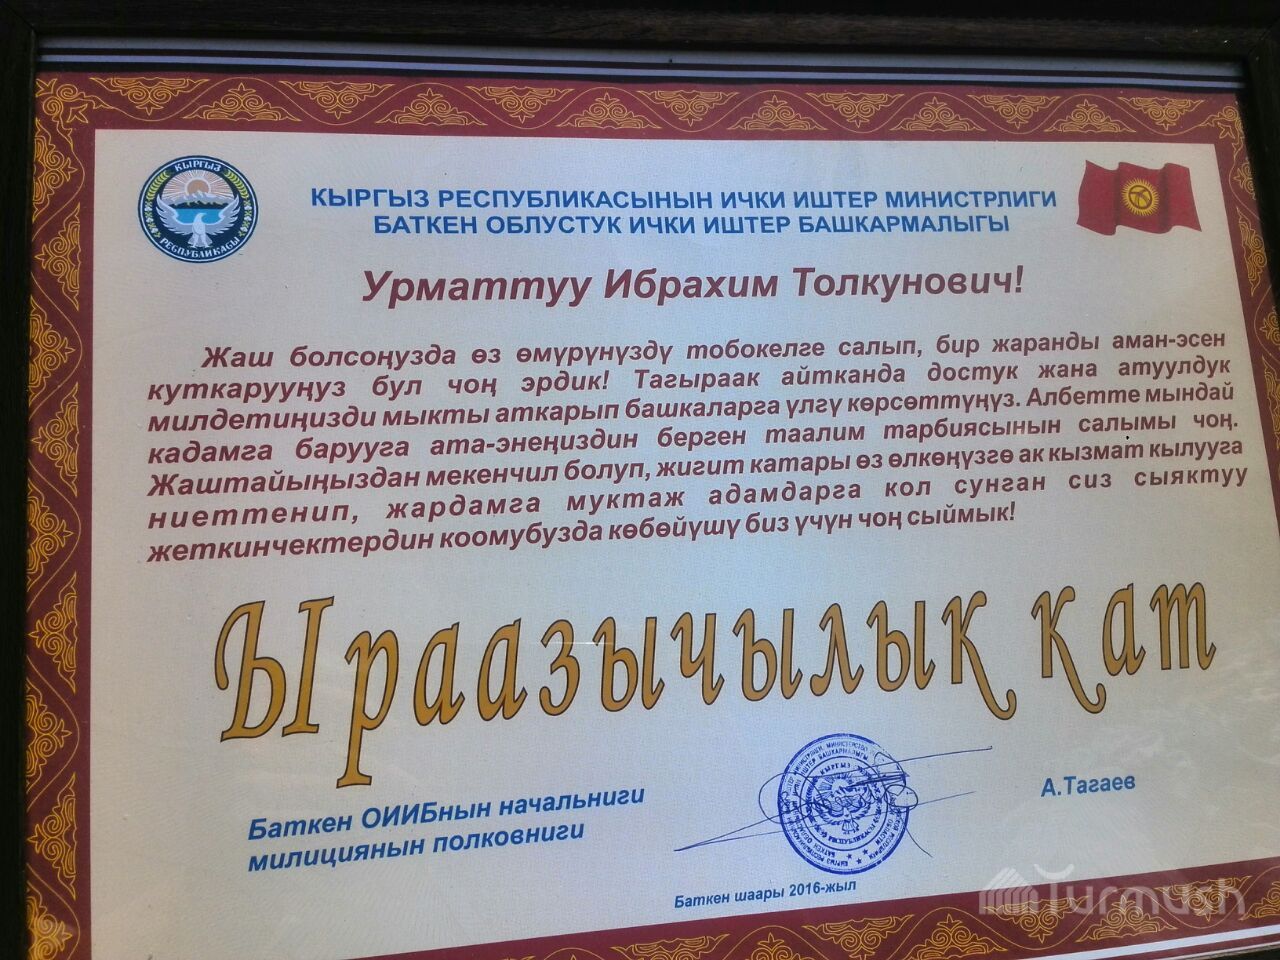 КЫРГЫЗ
РЕСПУБЛИКАСЫ
КЫРГЫЗ РЕСПУБЛИКАСЫНЫН ИЧКИ ИШТЕР МИНИСТРЛИГИ
БАТКЕН ОБЛУСТУК ИЧКИ ИШТЕР БАШКАРМАЛЫГЫ
Урматтуу Ибрахим Толкунович!
Жаш болсоңузда өз өмүрүнүздү тобокелге салып, бир жаранды аман-эсен
куткарууңуз бул чоң эрдик! Тагыраак айтканда достук жана атуулдук
милдетиңизди мыкты аткарып башкаларга үлгү көрсөттүңүз. Албетте мындай
кадамга барууга ата-энеңиздин берген таалим тарбиясынын салымы чоң.
Жаштайыңыздан мекенчил болуп, жигит катары өз өлкөңүзгө ак кызмат кылууга
ниеттенип, жардамга муктаж адамдарга кол сунган сиз сыяктуу
жеткинчектердин коомубузда көбөйүшү биз үчүн чоң сыймык!
Ыраазычылык кат
Баткен ОИИБнын начальниги
милициянын полковниги
А.Тагаев
Баткен шаары 2016-жыл
Turmush